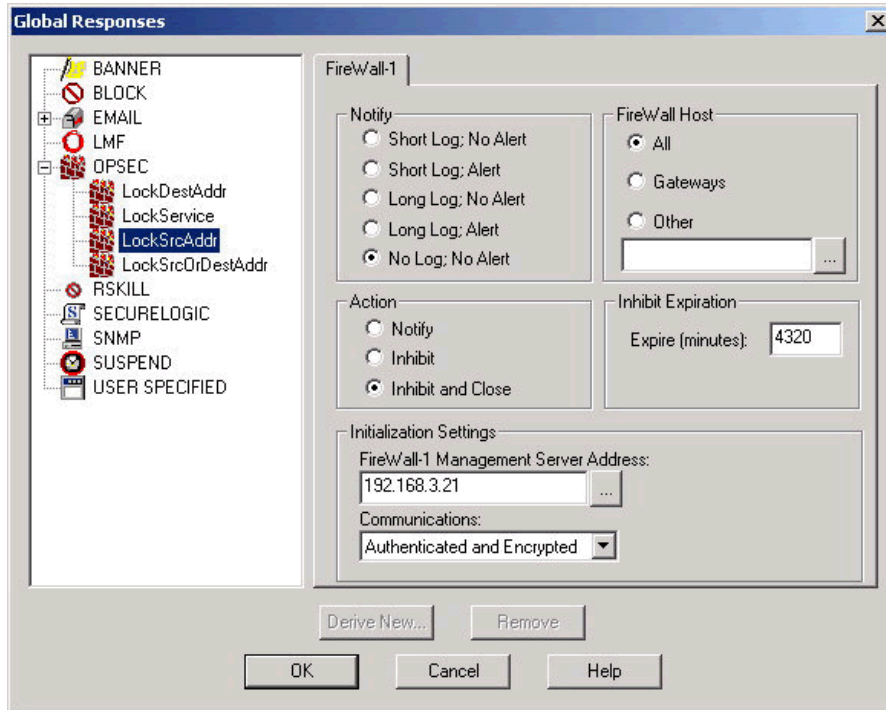 Global Responses
BANNER
BLOCK
EMAIL
LMF
OPSEC
LockDestAddr
LockService
LockSrcAddr
LockSrcOrDestAddr
RSKILL
SECURELOGIC
SNMP
SUSPEND
USER SPECIFIED
FireWall-1
Notify
Short Log; No Alert
Short Log; Alert
Long Log; No Alert
Long Log; Alert
No Log; No Alert
FireWall Host
All
Gateways
Other
...
Action
Notify
Inhibit
Inhibit and Close
Inhibit Expiration
Expire (minutes): 4320
Initialization Settings
FireWall-1 Management Server Address:
192.168.3.21 ...
Communications:
Authenticated and Encrypted
Derive New... Remove
OK Cancel Help